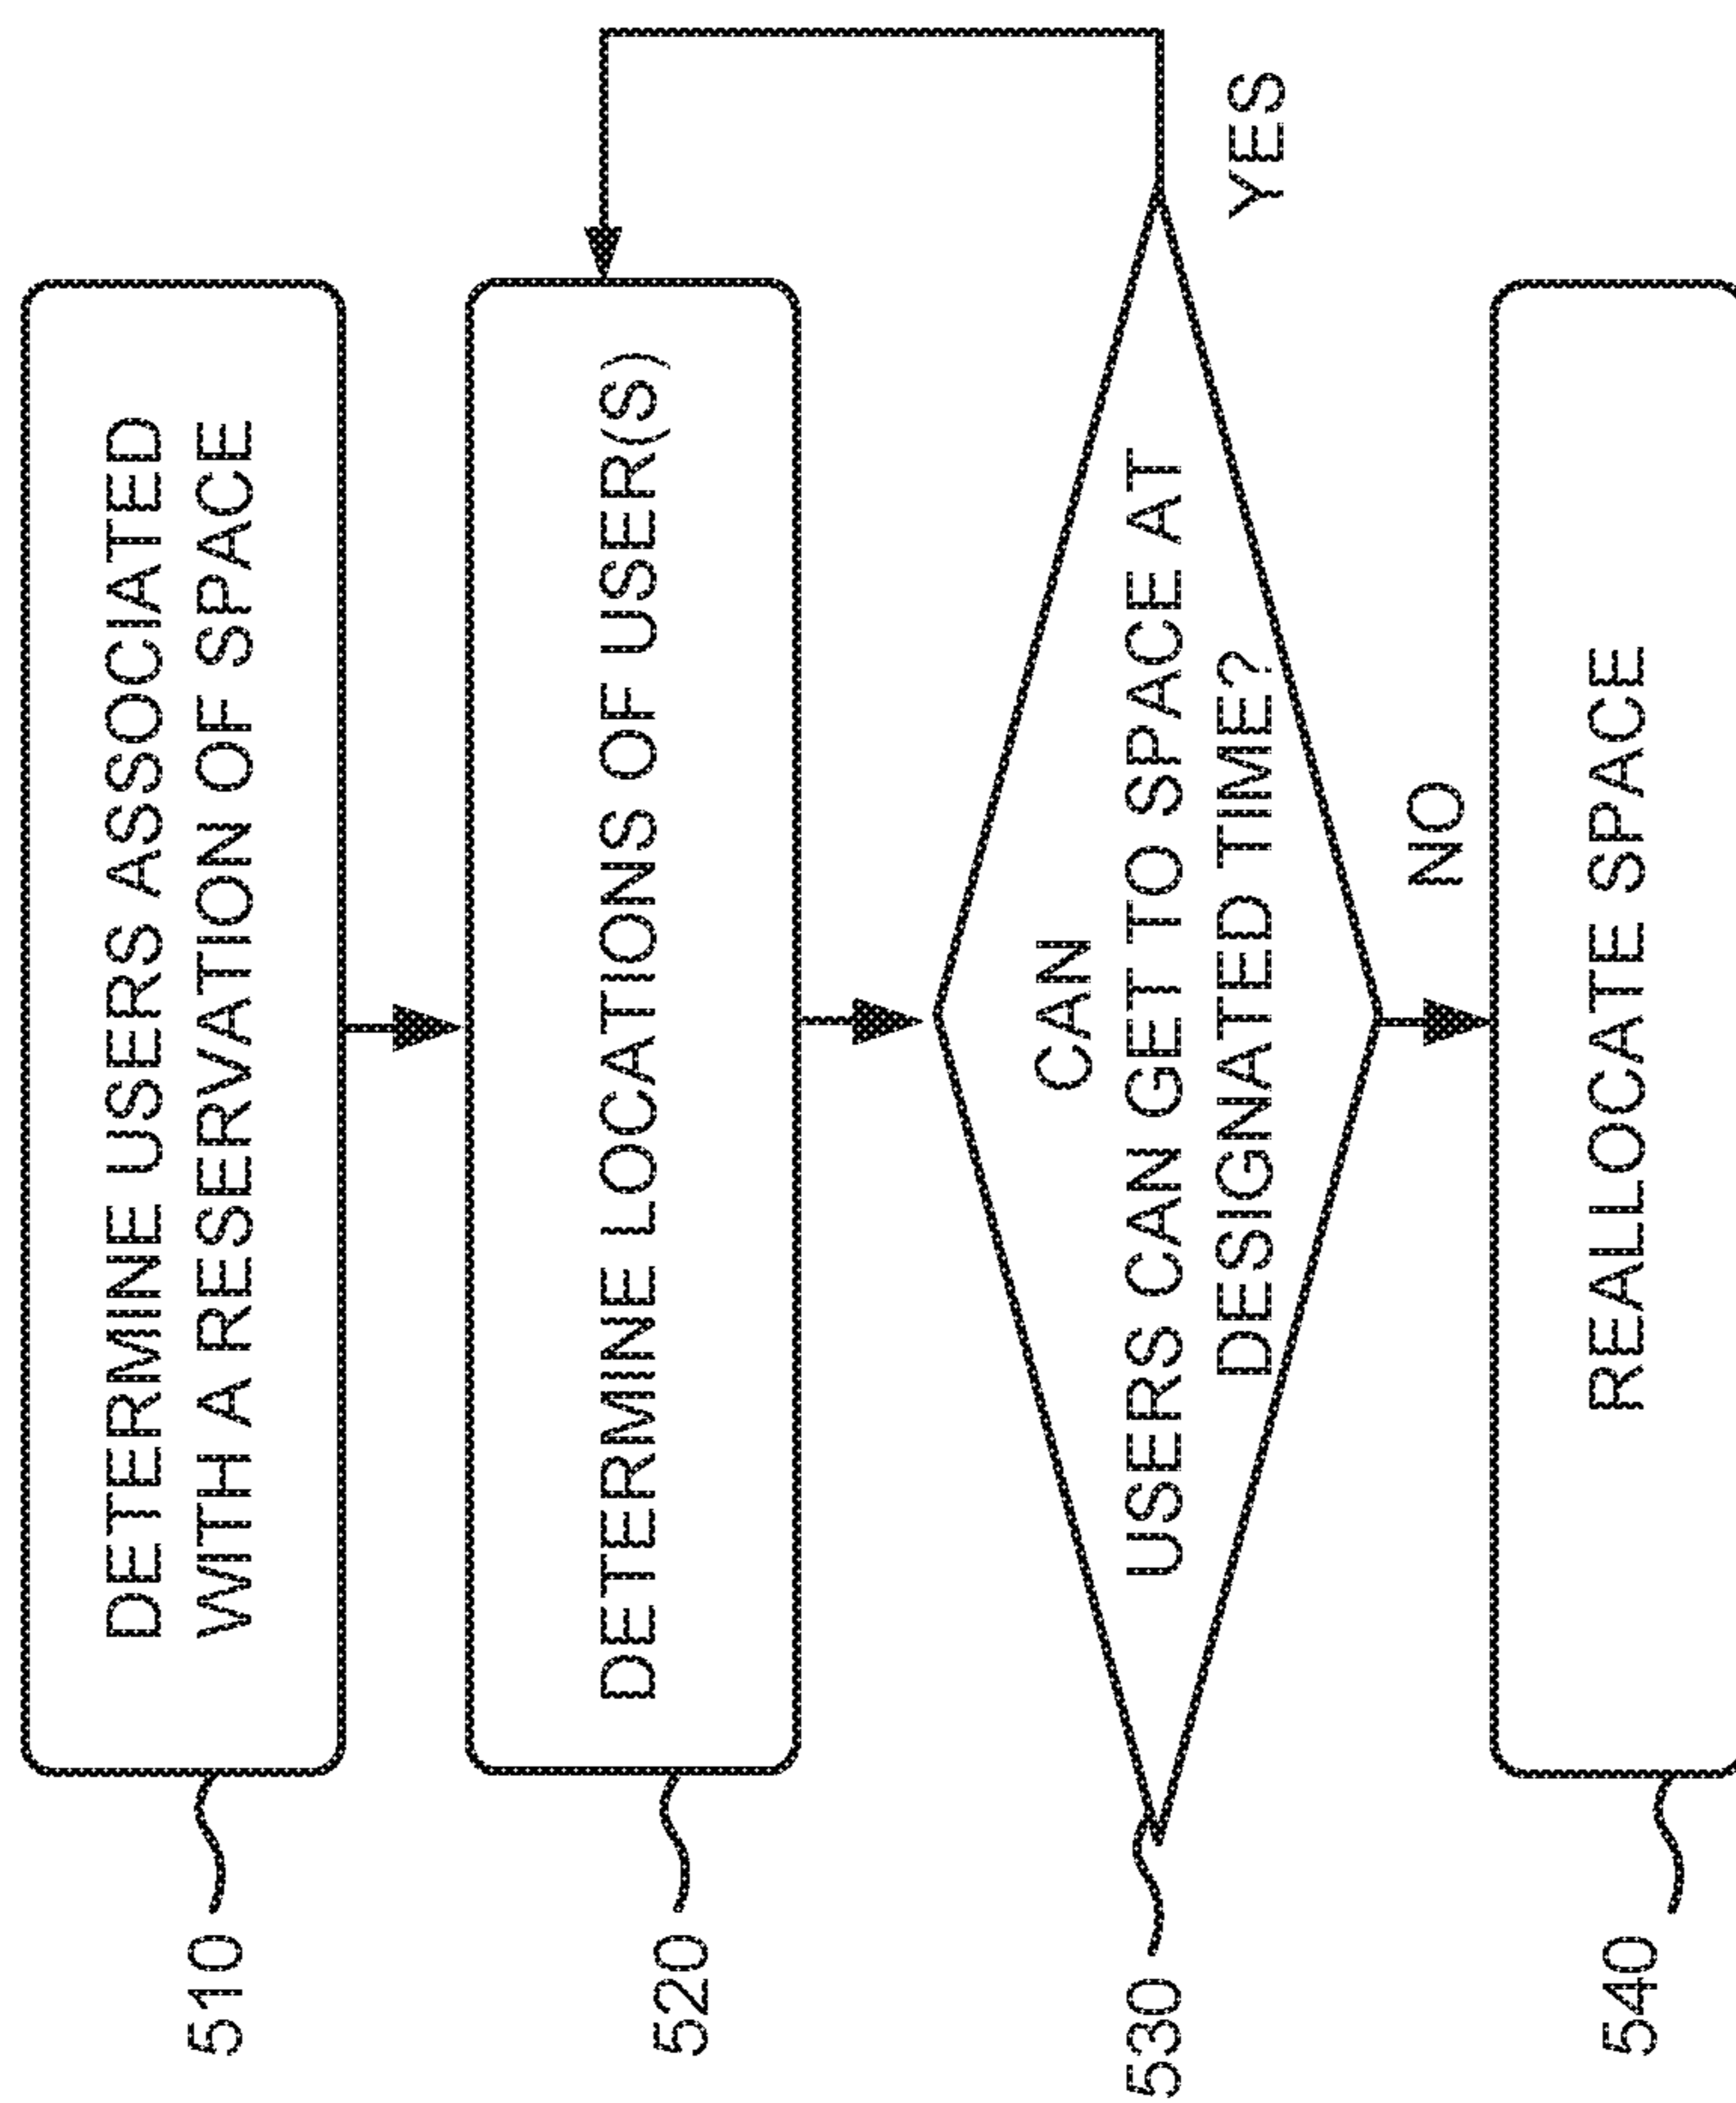 510
DETERMINE USERS ASSOCIATED
WITH A RESERVATION OF SPACE
520
DETERMINE LOCATIONS OF USER(S)
530
CAN
USERS CAN GET TO SPACE AT
DESIGNATED TIME?
YES
NO
540
REALLOCATE SPACE